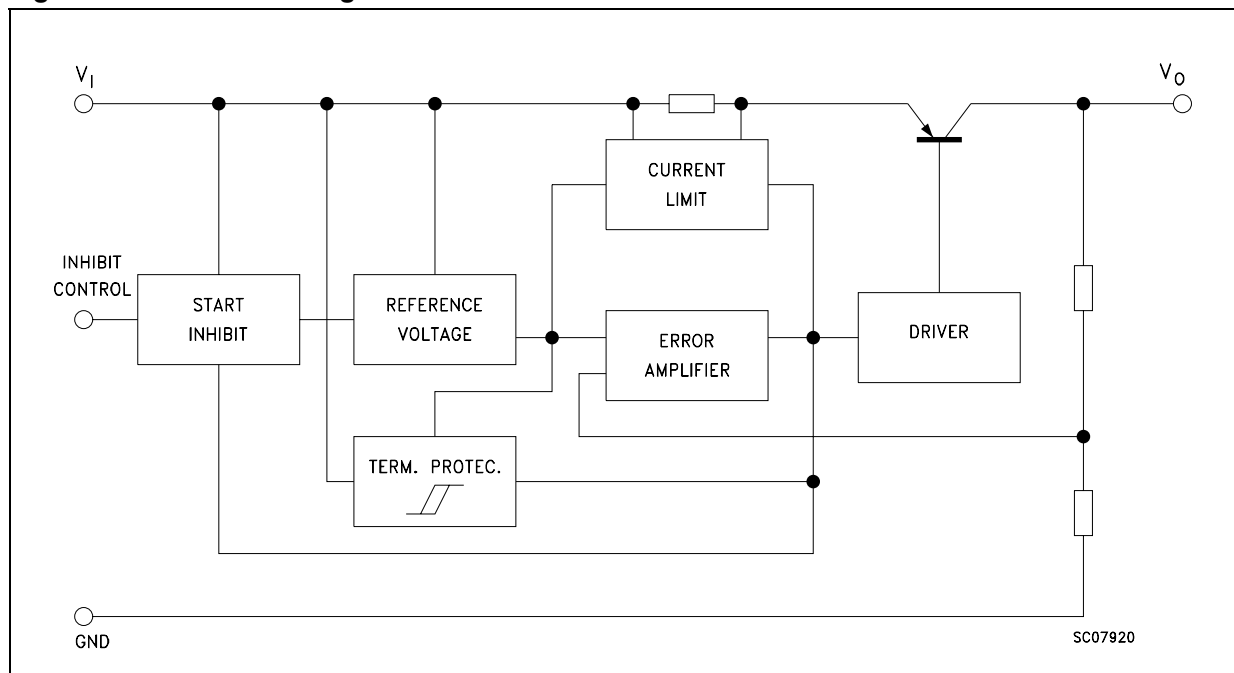 V_I
V_O
CURRENT
LIMIT
INHIBIT
CONTROL
START
INHIBIT
REFERENCE
VOLTAGE
ERROR
AMPLIFIER
DRIVER
TERM. PROTEC.
GND
SC07920